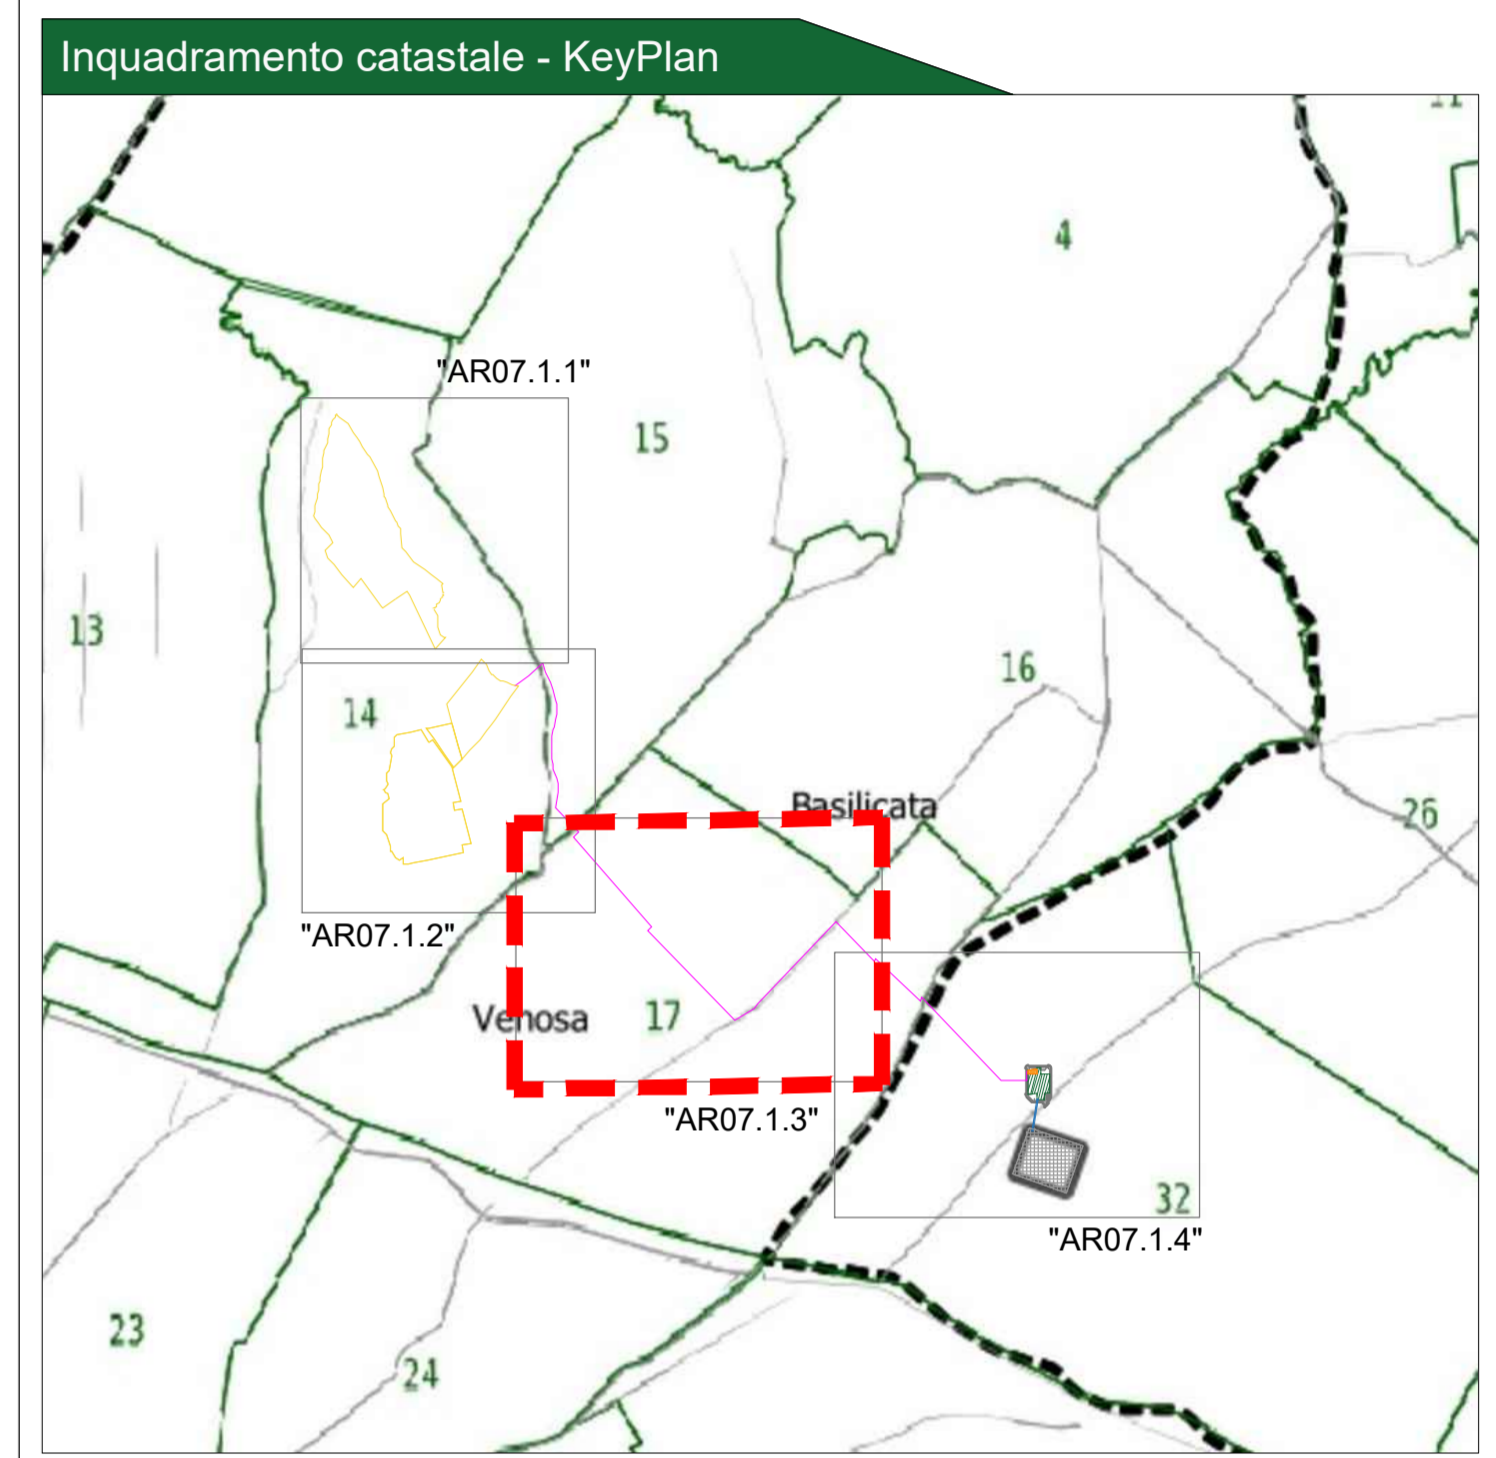 Inquadramento catastale - KeyPlan
4
"AR07.1.1"
15
13
16
14
Basilicata
26
"AR07.1.2"
Venosa
17
"AR07.1.3"
32
"AR07.1.4"
23
24